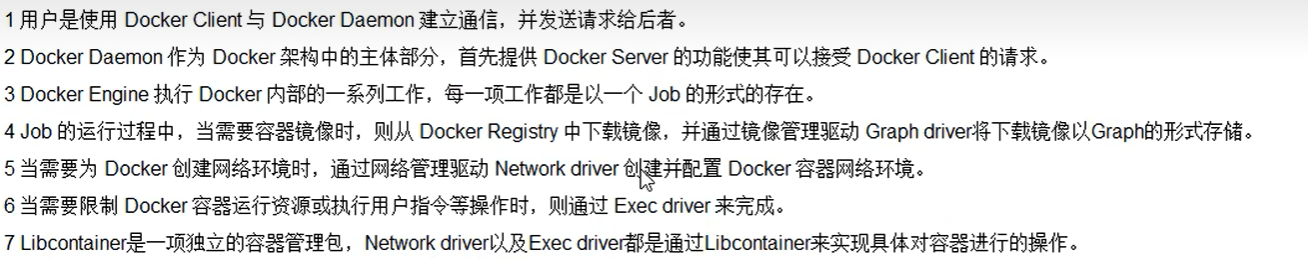 1 用户是使用 Docker Client 与 Docker Daemon 建立通信，并发送请求给后者。
2 Docker Daemon 作为 Docker 架构中的主体部分，首先提供 Docker Server 的功能使其可以接受 Docker Client 的请求。
3 Docker Engine 执行 Docker 内部的一系列工作，每一项工作都是以一个 Job 的形式的存在。
4 Job 的运行过程中，当需要容器镜像时，则从 Docker Registry 中下载镜像，并通过镜像管理驱动 Graph driver将下载镜像以Graph的形式存储。
5 当需要为 Docker 创建网络环境时，通过网络管理驱动 Network driver 创建并配置 Docker 容器网络环境。
6 当需要限制 Docker 容器运行资源或执行用户指令等操作时，则通过 Exec driver 来完成。
7 Libcontainer是一项独立的容器管理包，Network driver以及Exec driver都是通过Libcontainer来实现具体对容器进行的操作。